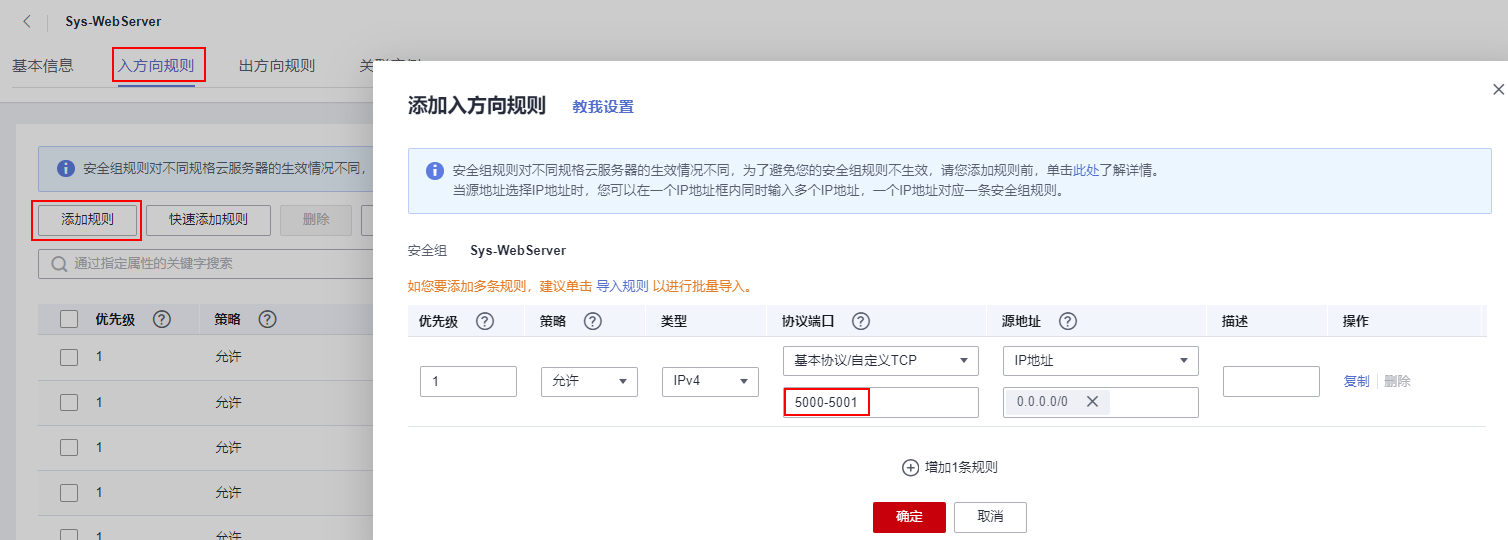 Sys-WebServer
基本信息
入方向规则
出方向规则
安全组规则对不同规格云服务器的生效情况不同，
添加规则
快速添加规则
删除
通过指定属性的关键字搜索
优先级
策略
1
允许
1
允许
1
允许
1
允许
1
允许
添加入方向规则
教我设置
安全组规则对不同规格云服务器的生效情况不同，为了避免您的安全组规则不生效，请您添加规则前，单击此处了解详情。
当源地址选择IP地址时，您可以在一个IP地址框内同时输入多个IP地址，一个IP地址对应一条安全组规则。
安全组 Sys-WebServer
如您要添加多条规则，建议单击 导入规则 以进行批量导入。
优先级 策略 类型 协议端口 源地址 描述 操作
基本协议/自定义TCP IP地址
1 允许 IPv4 复制 删除
5000-5001 0.0.0.0/0
增加1条规则
确定 取消